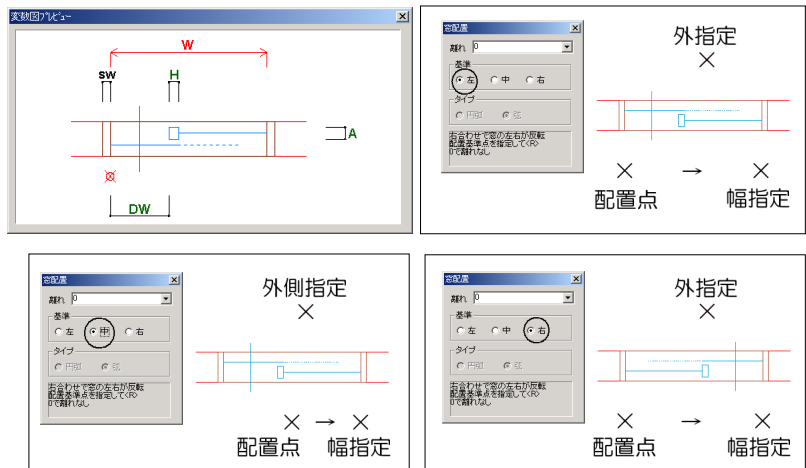 変数図プレビュー
W
SW
H
A
DW
窓配置
離れ 0
基準
左 中 右
タイプ
円弧 弦
右合わせで窓の左右が反転
配置基準点を指定して<R>
0で離れなし
外指定
配置点 → 幅指定
窓配置
離れ 0
基準
左 中 右
タイプ
円弧 弦
右合わせで窓の左右が反転
配置基準点を指定して<R>
0で離れなし
外側指定
配置点 → 幅指定
窓配置
離れ 0
基準
左 中 右
タイプ
円弧 弦
右合わせで窓の左右が反転
配置基準点を指定して<R>
0で離れなし
外指定
配置点 → 幅指定